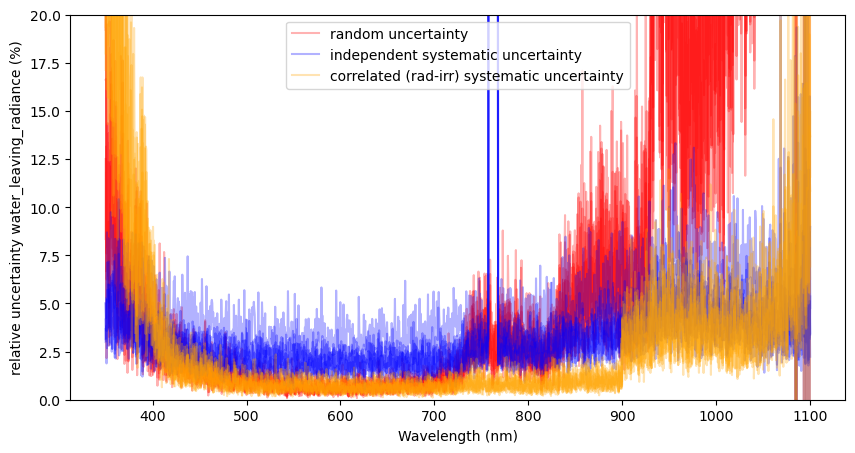 random uncertainty
independent systematic uncertainty
correlated (rad-irr) systematic uncertainty
relative uncertainty water_leaving_radiance (%)
20.0
17.5
15.0
12.5
10.0
7.5
5.0
2.5
0.0
400 500 600 700 800 900 1000 1100
Wavelength (nm)